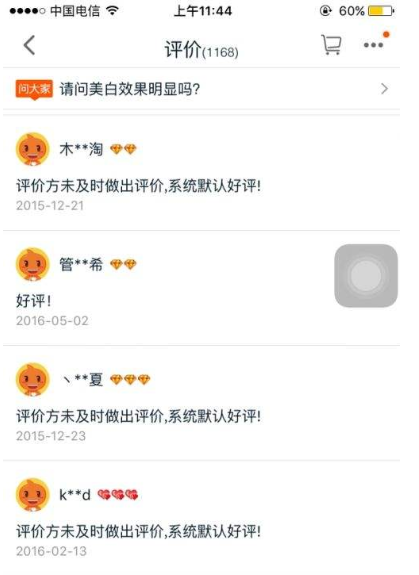 中国电信 上午11:44 60%
评价(1168)
问大家 请问美白效果明显吗?
木**淘
评价方未及时做出评价,系统默认好评!
2015-12-21
管**希
好评!
2016-05-02
丶**夏
评价方未及时做出评价,系统默认好评!
2015-12-23
k**d
评价方未及时做出评价,系统默认好评!
2016-02-13